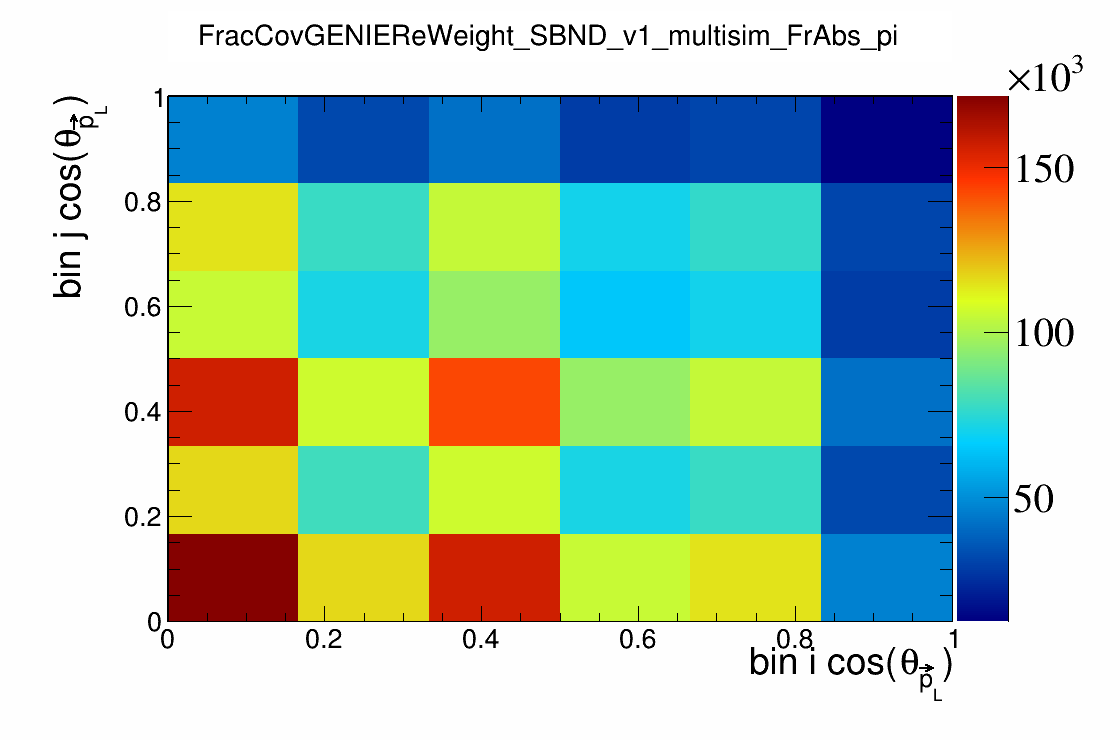 FracCovGENIEReWeight_SBND_v1_multisim_FrAbs_pi
×10³
bin j cos(θ_p⃗_L)
1
0.8
0.6
0.4
0.2
0
150
100
50
0 0.2 0.4 0.6 0.8 1
bin i cos(θ_p⃗_L)